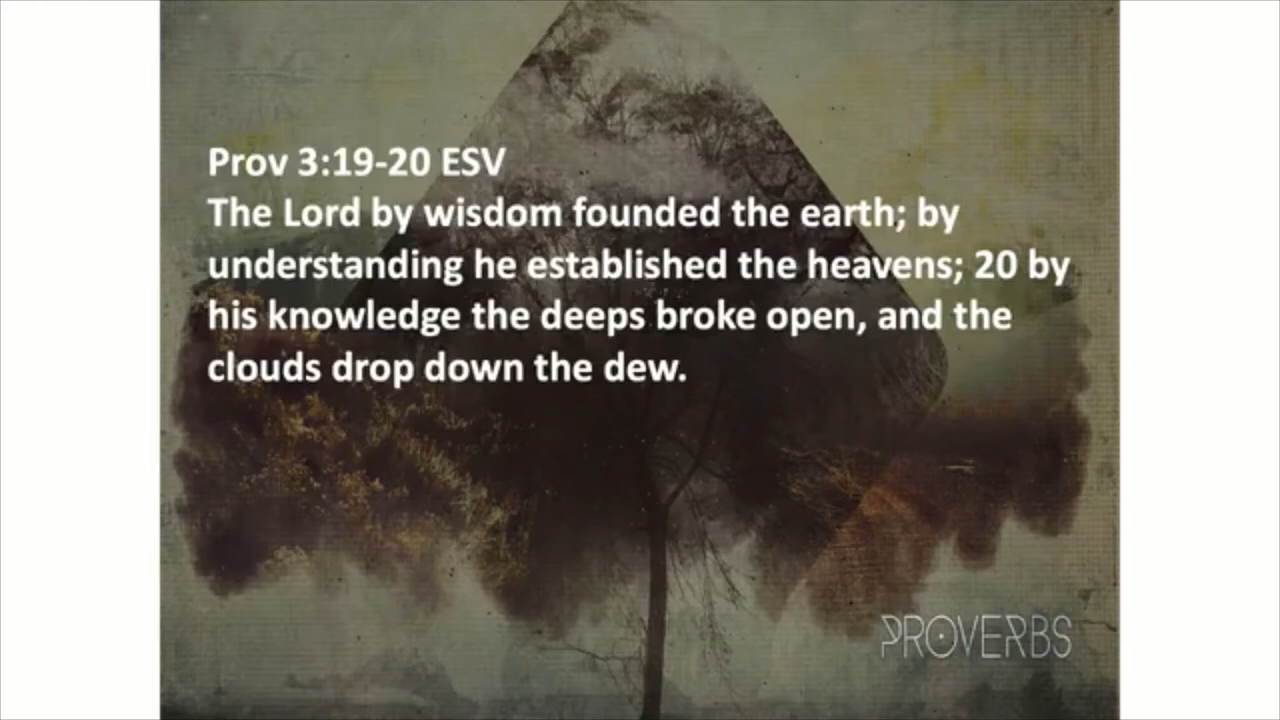 Prov 3:19-20 ESV
The Lord by wisdom founded the earth; by
understanding he established the heavens; 20 by
his knowledge the deeps broke open, and the
clouds drop down the dew.
PROVERBS